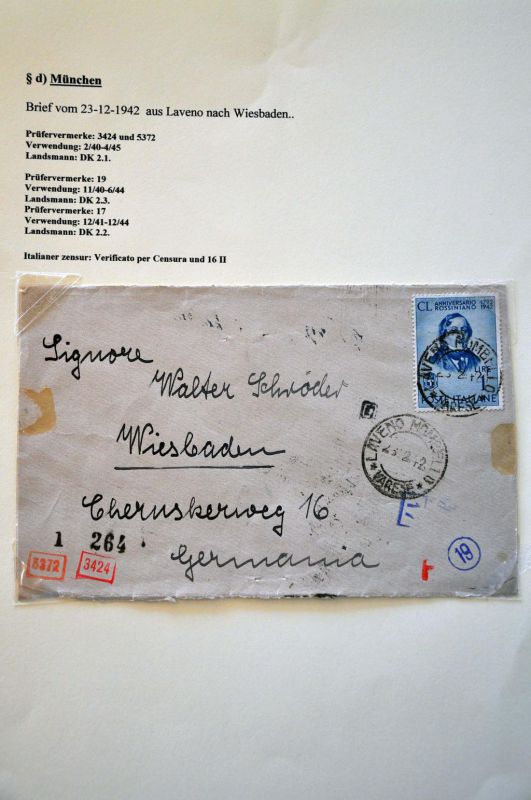 § d) München
Brief vom 23-12-1942 aus Laveno nach Wiesbaden..
Prüfervermerke: 3424 und 5372
Verwendung: 2/40-4/45
Landsmann: DK 2.1.
Prüfervermerke: 19
Verwendung: 11/40-6/44
Landsmann: DK 2.3.
Prüfervermerke: 17
Verwendung: 12/41-12/44
Landsmann: DK 2.2.
Italianer zensur: Verificato per Censura und 16 II
CL ANNIVERSARIO 1792
ROSSINIANO 1942
LIRE
POSTE ITALIANE
Signore
Walter Schröder
Wiesbaden
LAVENO MOMBELLO
VARESE
Cheruskerweg 16
Germania
1 264
5372
3424
19